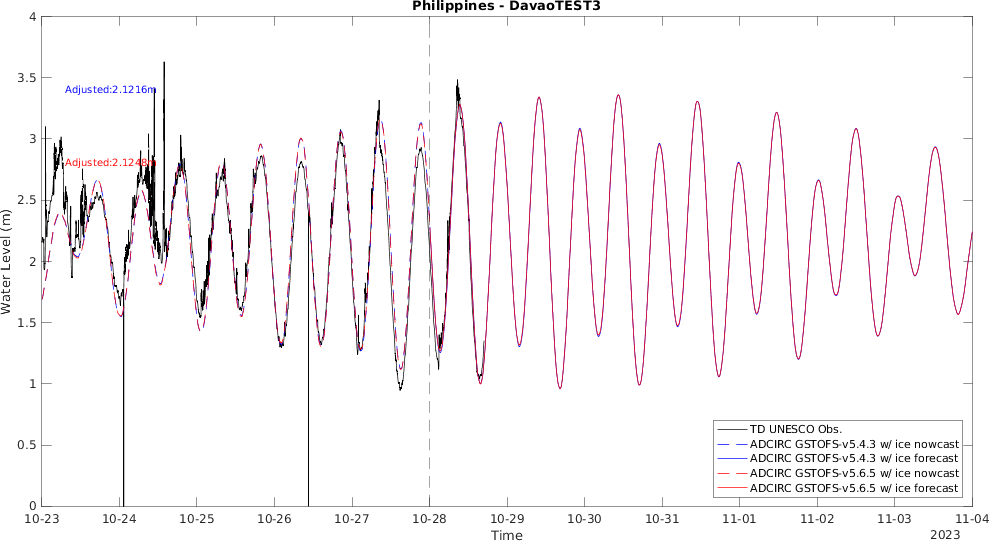 Philippines - DavaoTEST3
4
3.5
3
2.5
2
1.5
1
0.5
0
Water Level (m)
Adjusted:2.1216m
Adjusted:2.1248m
TD UNESCO Obs.
ADCIRC GSTOFS-v5.4.3 w/ ice nowcast
ADCIRC GSTOFS-v5.4.3 w/ ice forecast
ADCIRC GSTOFS-v5.6.5 w/ ice nowcast
ADCIRC GSTOFS-v5.6.5 w/ ice forecast
10-23 10-24 10-25 10-26 10-27 10-28 10-29 10-30 10-31 11-01 11-02 11-03 11-04
Time
2023